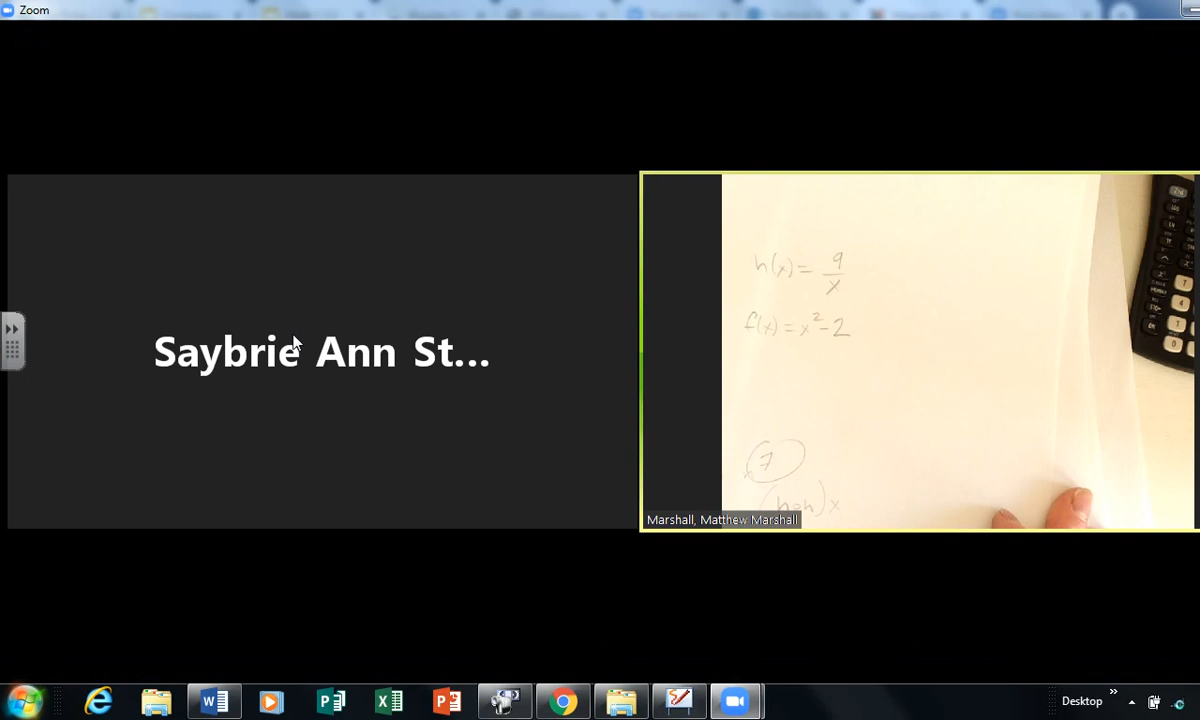 Zoom
Saybrie Ann St...
h(x) = 9/x
f(x) = x²-2
7
(h∘h)x
Marshall, Matthew Marshall
Desktop